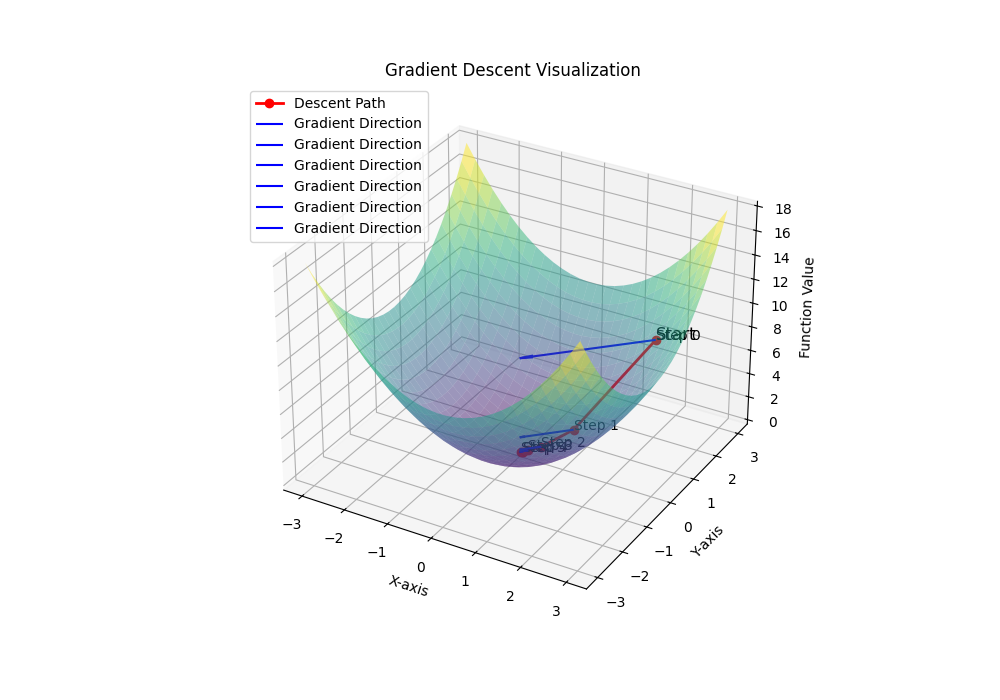 Gradient Descent Visualization
Descent Path
Gradient Direction
Gradient Direction
Gradient Direction
Gradient Direction
Gradient Direction
Gradient Direction
18
16
14
12
10
8
6
4
2
0
Function Value
Start
Step 0
Step 1
Step 2
−3
−2
−1
0
1
2
3
X-axis
3
2
1
0
−1
−2
−3
Y-axis